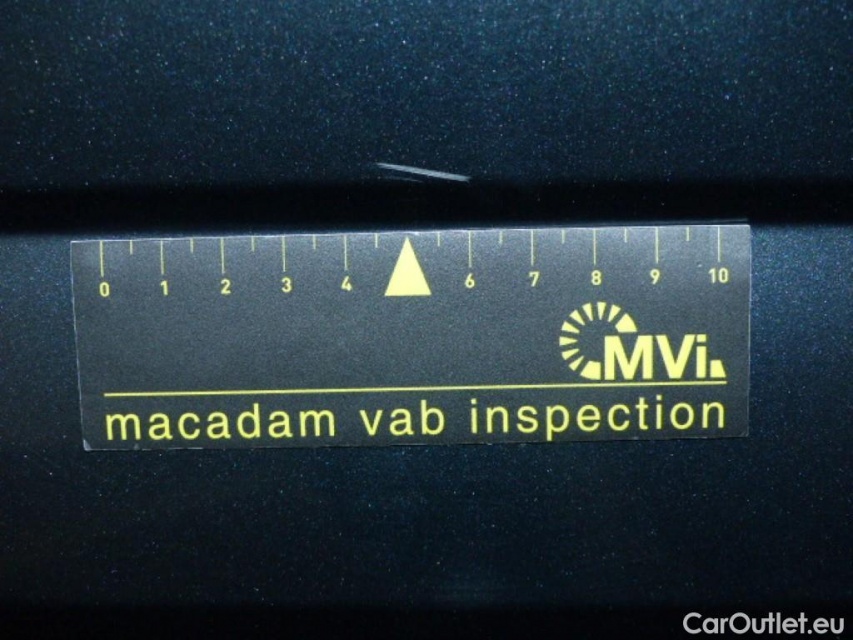 0 1 2 3 4 6 7 8 9 10
MVi
macadam vab inspection
CarOutlet.eu